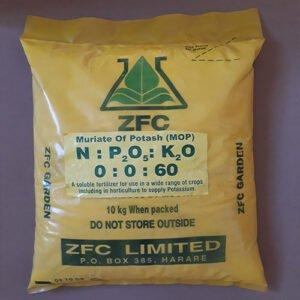 ZFC
Muriate Of Potash (MOP)
N : P2O5 : K2O
0 : 0 : 60
A soluble fertilizer for use in a wide range of crops
including in horticulture to supply Potassium.
ZFC GARDEN
ZFC GARDEN
10 kg When packed
DO NOT STORE OUTSIDE
ZFC LIMITED
P.O. BOX 385, HARARE